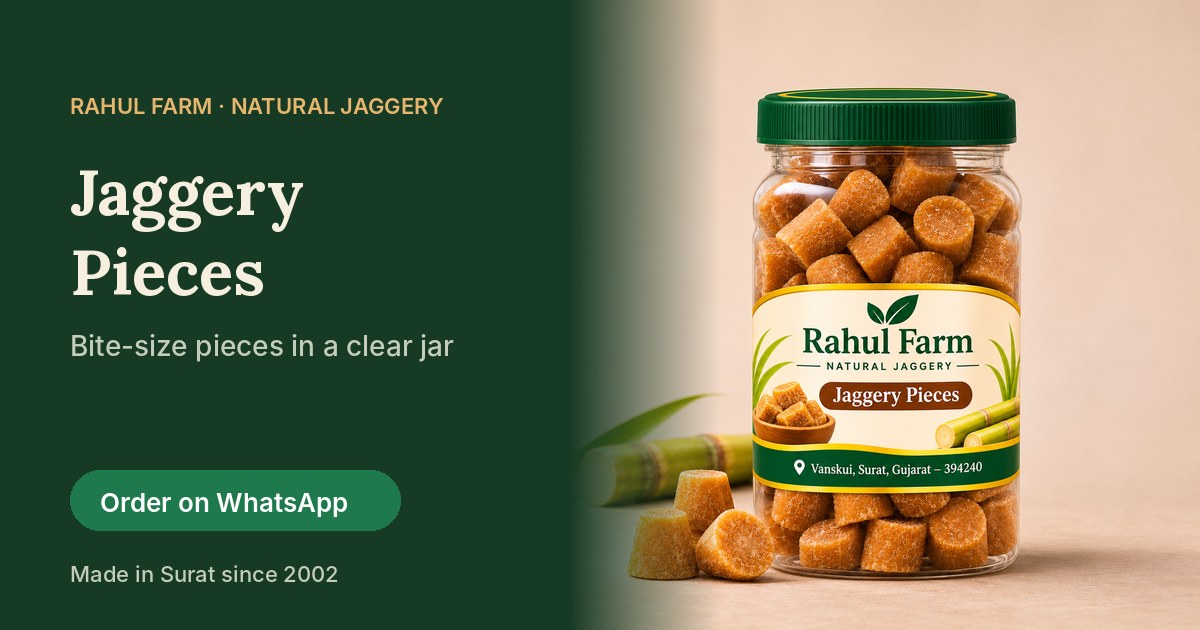 RAHUL FARM · NATURAL JAGGERY
Jaggery
Pieces
Bite-size pieces in a clear jar
Order on WhatsApp
Made in Surat since 2002
Rahul Farm
NATURAL JAGGERY
Jaggery Pieces
Vanskui, Surat, Gujarat – 394240